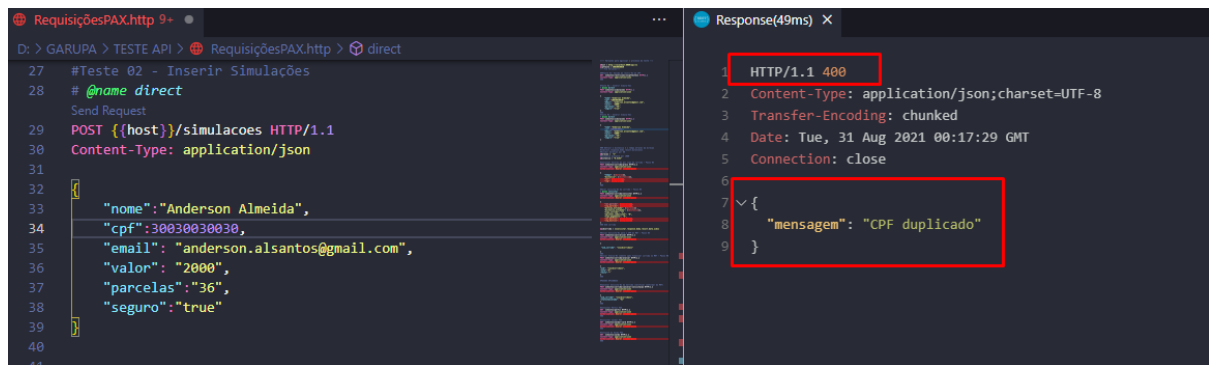 RequisiçõesPAX.http 9+ ● ...
D: > GARUPA > TESTE API > RequisiçõesPAX.http > direct
27 #Teste 02 - Inserir Simulações
28 # @name direct
Send Request
29 POST {{host}}/simulacoes HTTP/1.1
30 Content-Type: application/json
31
32 {
33 "nome":"Anderson Almeida",
34 "cpf":30030030030,
35 "email": "anderson.alsantos@gmail.com",
36 "valor": "2000",
37 "parcelas":"36",
38 "seguro":"true"
39 }
40
41
Response(49ms) ×
1 HTTP/1.1 400
2 Content-Type: application/json;charset=UTF-8
3 Transfer-Encoding: chunked
4 Date: Tue, 31 Aug 2021 00:17:29 GMT
5 Connection: close
6
7 {
8 "mensagem": "CPF duplicado"
9 }